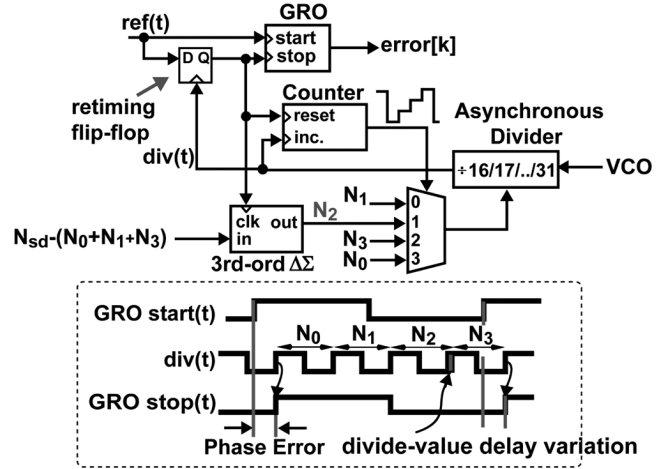 GRO
ref(t)
start
stop
error[k]
D Q
retiming
flip-flop
Counter
reset
inc.
Asynchronous
Divider
div(t)
÷16/17/../31
VCO
N1
N2
N3
N0
0
1
2
3
clk out
in
Nsd-(N0+N1+N3)
3rd-ord ΔΣ
GRO start(t)
N0 N1 N2 N3
div(t)
GRO stop(t)
Phase Error
divide-value delay variation